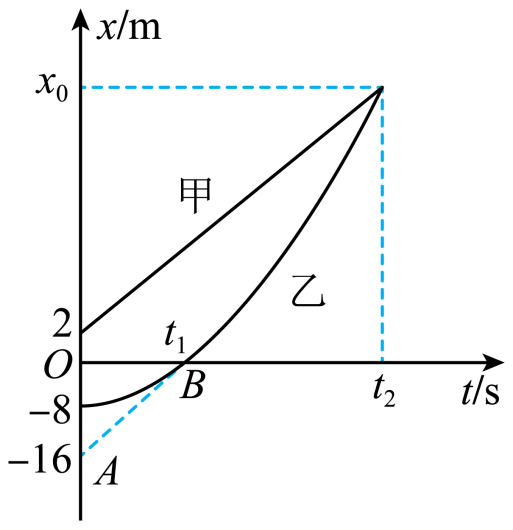 x/m
x₀
甲
乙
2
t₁
O
B
t₂
t/s
-8
-16
A